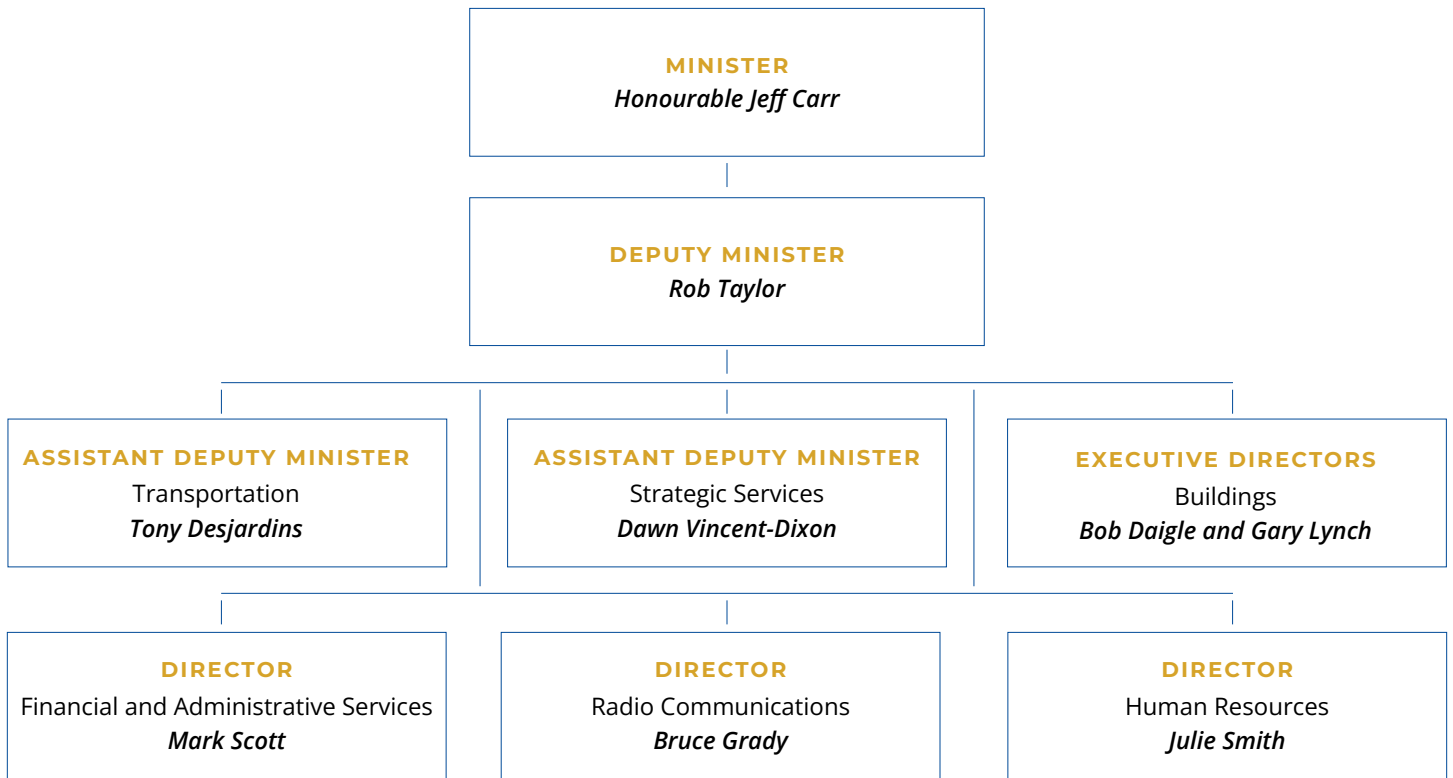 MINISTER
Honourable Jeff Carr
DEPUTY MINISTER
Rob Taylor
ASSISTANT DEPUTY MINISTER
Transportation
Tony Desjardins
ASSISTANT DEPUTY MINISTER
Strategic Services
Dawn Vincent-Dixon
EXECUTIVE DIRECTORS
Buildings
Bob Daigle and Gary Lynch
DIRECTOR
Financial and Administrative Services
Mark Scott
DIRECTOR
Radio Communications
Bruce Grady
DIRECTOR
Human Resources
Julie Smith